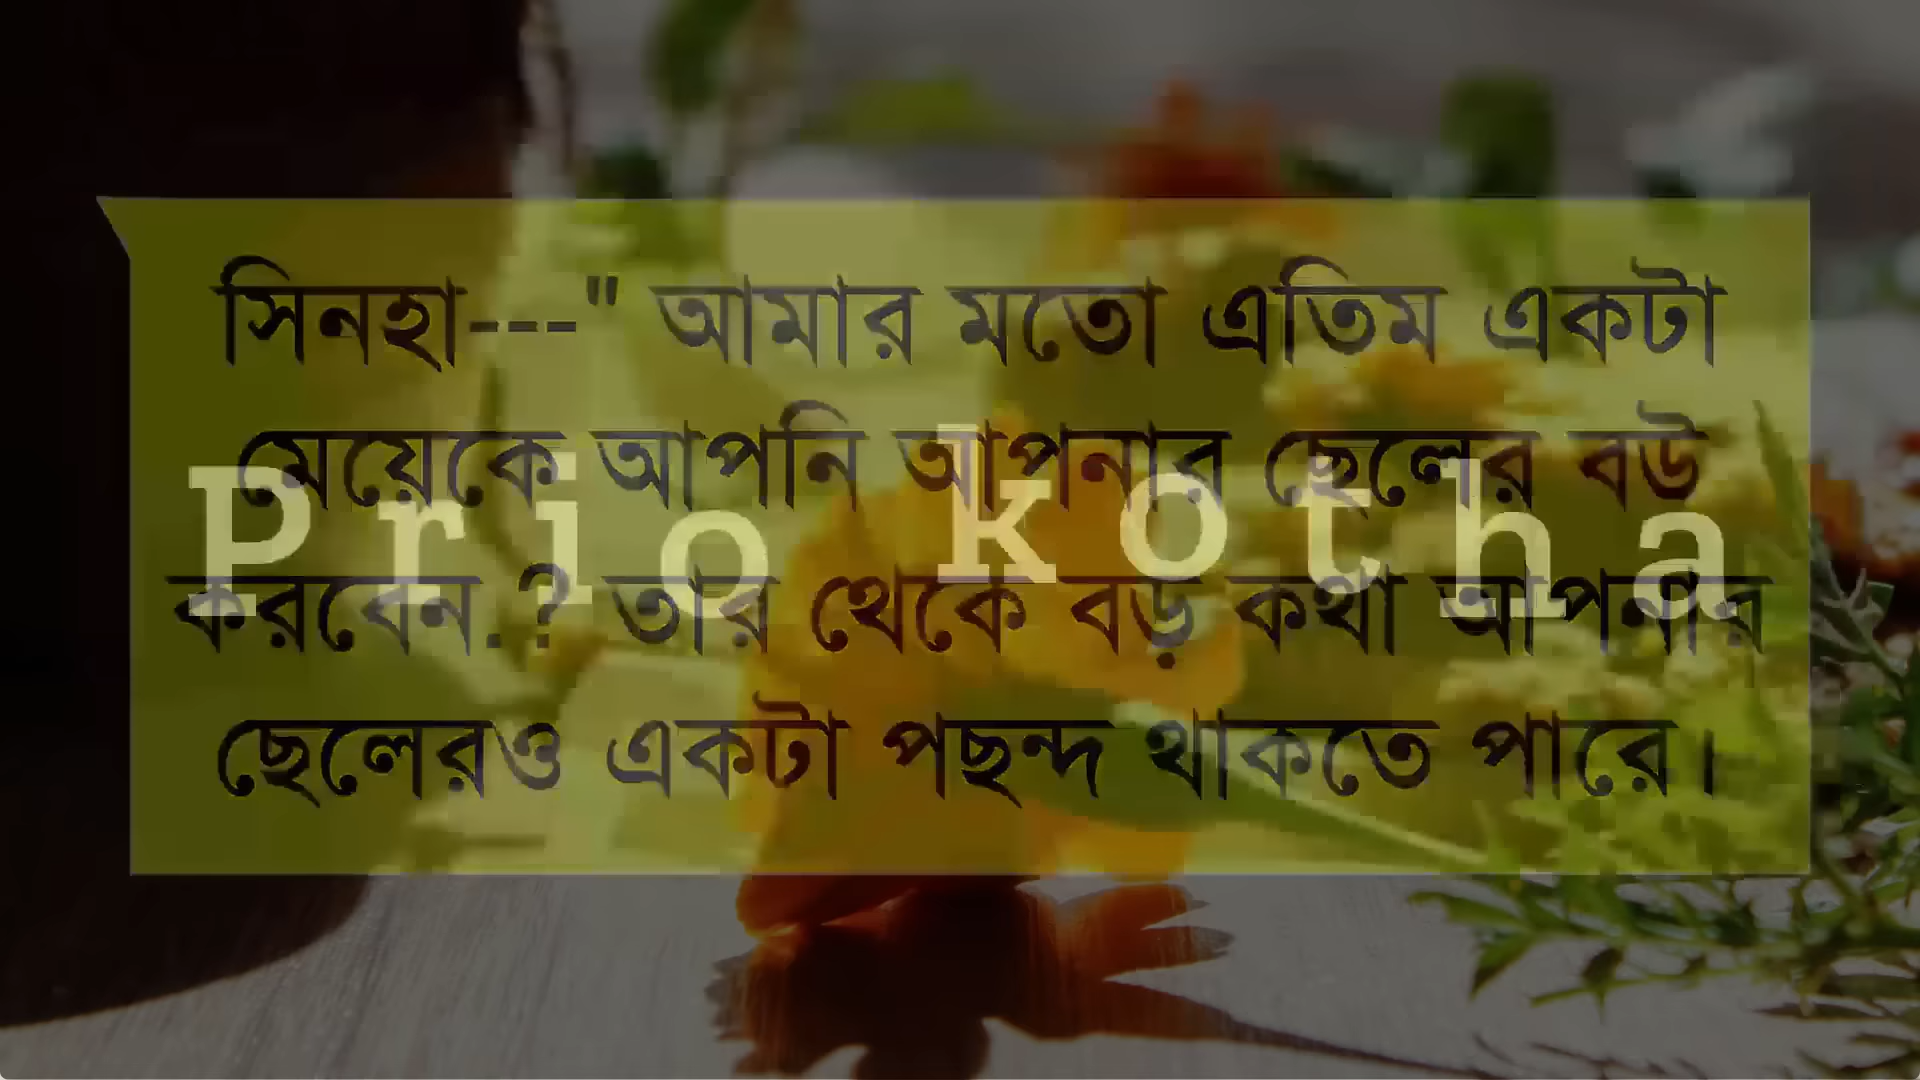 সিনহা---" আমার মতো এতিম একটা
মেয়েকে আপনি আপনার ছেলের বউ
করবেন.? তার থেকে বড় কথা আপনার
ছেলেরও একটা পছন্দ থাকতে পারে।
Prio kotha